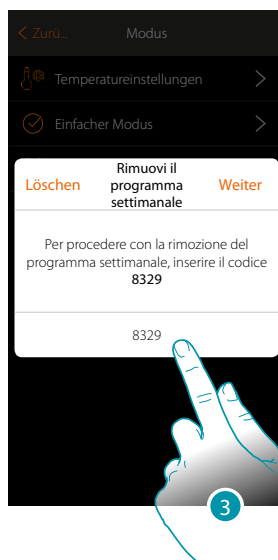 Zurü...
Modus
Temperatureinstellungen
Einfacher Modus
Löschen
Rimuovi il
programma
settimanale
Weiter
Per procedere con la rimozione del
programma settimanale, inserire il codice
8329
8329
3